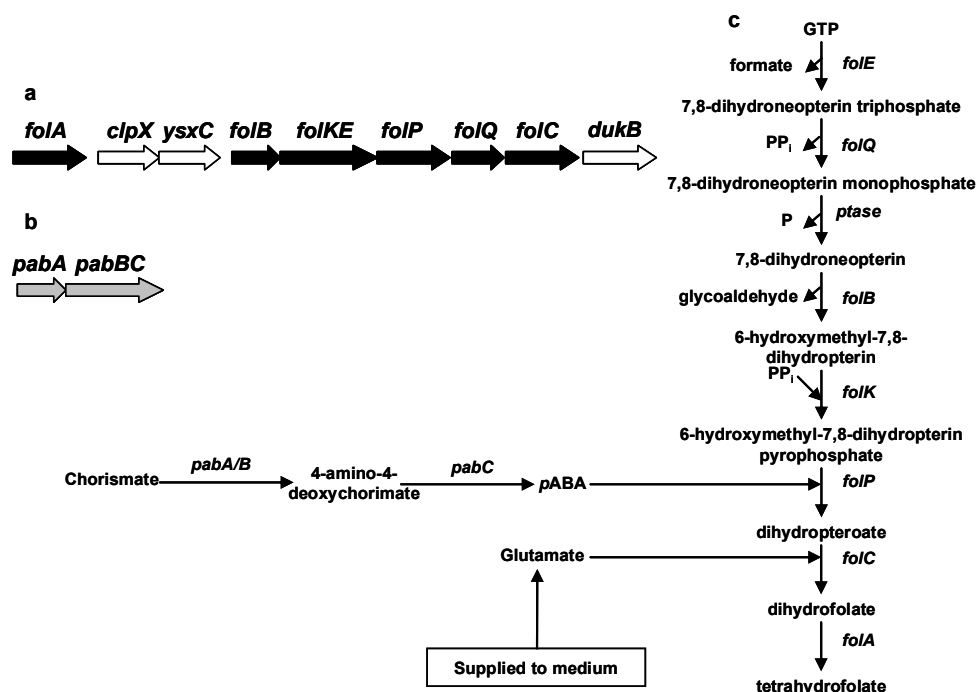 a
folA clpX ysxC folB folKE folP folQ folC dukB
b
pabA pabBC
c
GTP
formate folE
7,8-dihydroneopterin triphosphate
PPi folQ
7,8-dihydroneopterin monophosphate
P ptase
7,8-dihydroneopterin
glycoaldehyde folB
6-hydroxymethyl-7,8-
dihydropterin
PPi folK
6-hydroxymethyl-7,8-dihydropterin
pyrophosphate
Chorismate pabA/B 4-amino-4-
deoxychorimate pabC pABA folP
dihydropteroate
Glutamate folC
dihydrofolate
folA
Supplied to medium
tetrahydrofolate